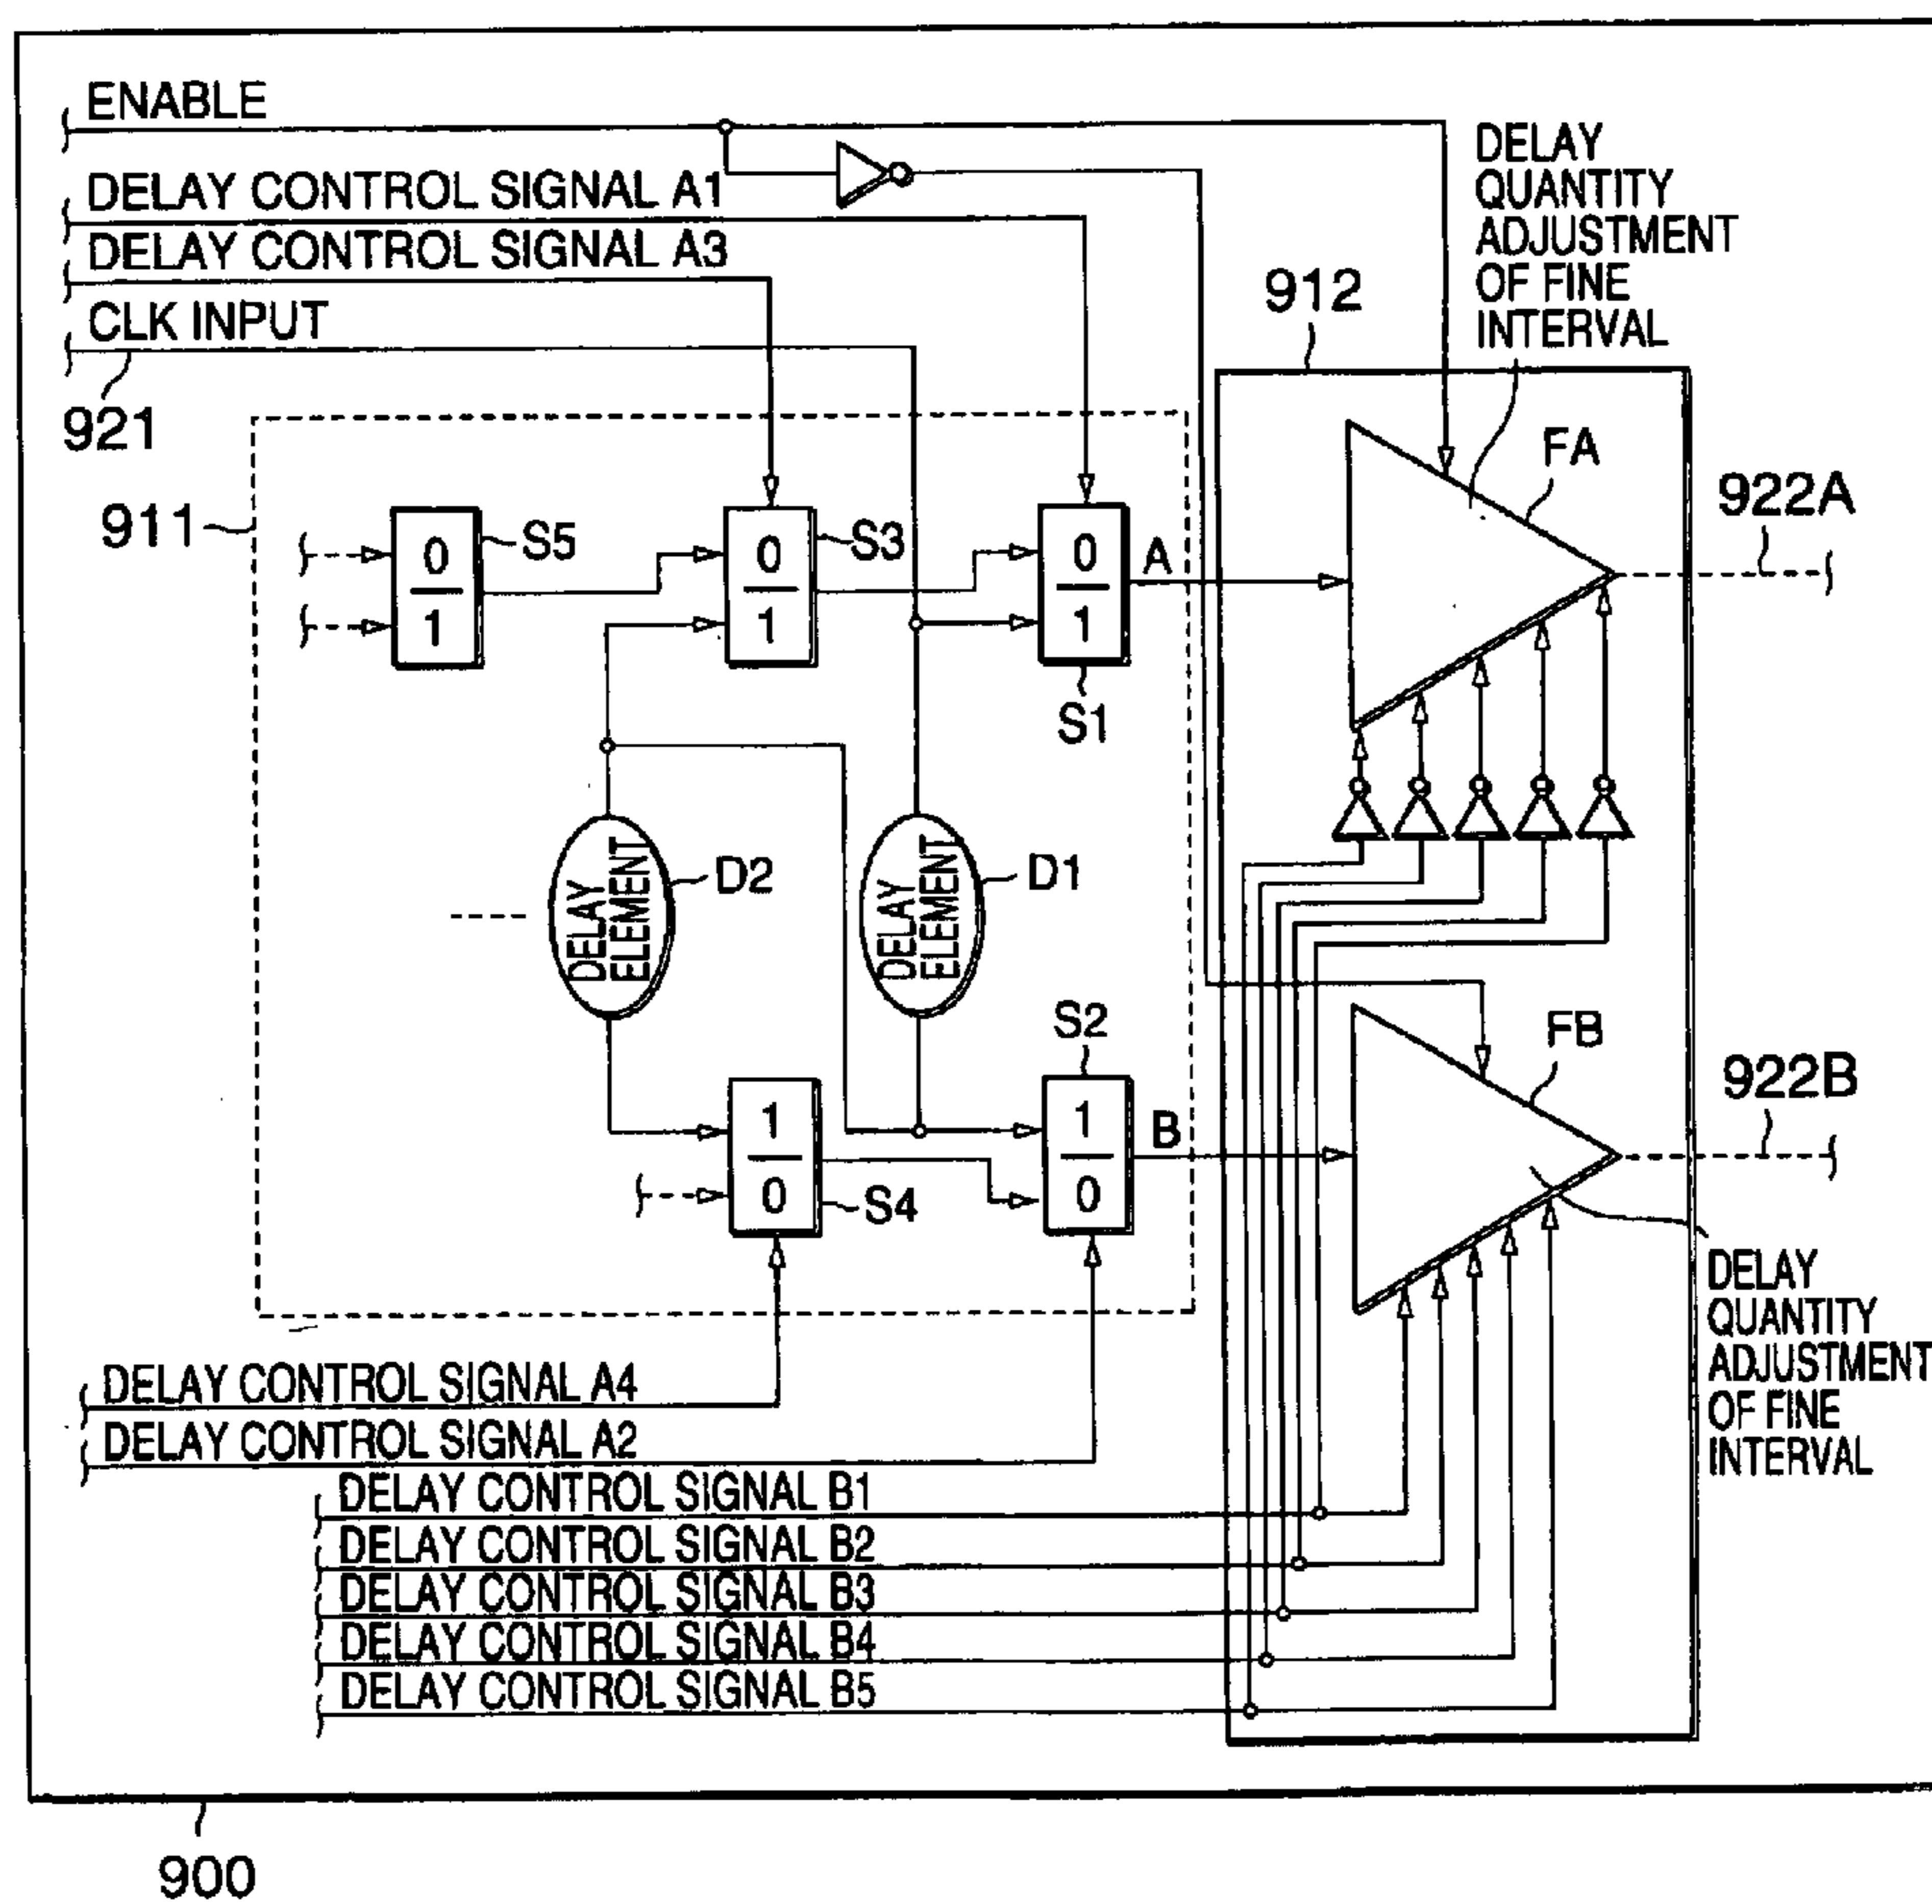 ENABLE
DELAY CONTROL SIGNAL A1
DELAY CONTROL SIGNAL A3
CLK INPUT
921
DELAY
QUANTITY
ADJUSTMENT
OF FINE
INTERVAL
912
FA
922A
911
0
1
S5
0
1
S3
0
1
S1
A
DELAY
ELEMENT
D2
DELAY
ELEMENT
D1
S2
1
0
B
1
0
S4
FB
922B
DELAY
QUANTITY
ADJUSTMENT
OF FINE
INTERVAL
DELAY CONTROL SIGNAL A4
DELAY CONTROL SIGNAL A2
DELAY CONTROL SIGNAL B1
DELAY CONTROL SIGNAL B2
DELAY CONTROL SIGNAL B3
DELAY CONTROL SIGNAL B4
DELAY CONTROL SIGNAL B5
900